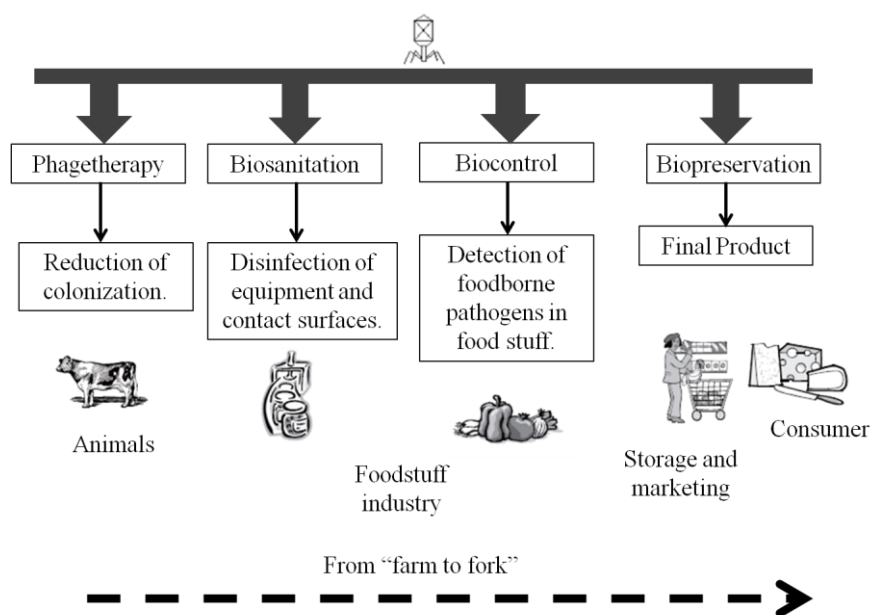 Phagetherapy
Biosanitation
Biocontrol
Biopreservation
Reduction of
colonization.
Disinfection of
equipment and
contact surfaces.
Detection of
foodborne
pathogens in
food stuff.
Final Product
Animals
Foodstuff
industry
Storage and
marketing
Consumer
From “farm to fork”